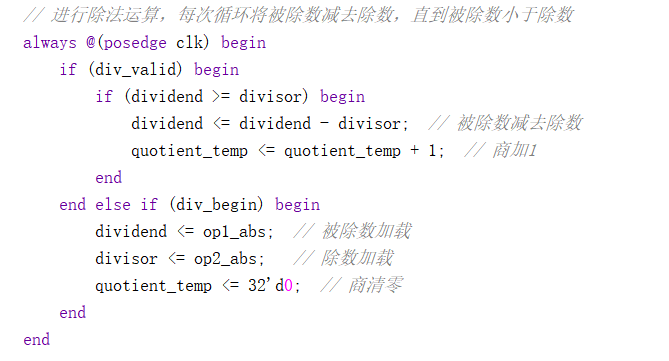 // 进行除法运算，每次循环将被除数减去除数，直到被除数小于除数
always @(posedge clk) begin
    if (div_valid) begin
        if (dividend >= divisor) begin
            dividend <= dividend - divisor;  // 被除数减去除数
            quotient_temp <= quotient_temp + 1;  // 商加1
        end
    end else if (div_begin) begin
        dividend <= op1_abs;  // 被除数加载
        divisor <= op2_abs;   // 除数加载
        quotient_temp <= 32'd0;  // 商清零
    end
end